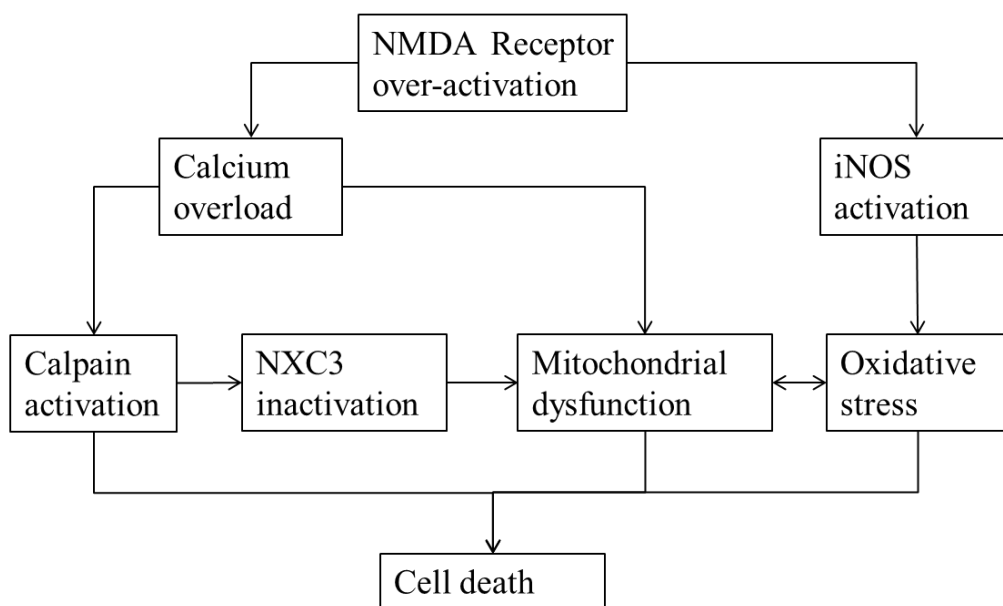 NMDA Receptor
over-activation
Calcium
overload
iNOS
activation
Calpain
activation
NXC3
inactivation
Mitochondrial
dysfunction
Oxidative
stress
Cell death